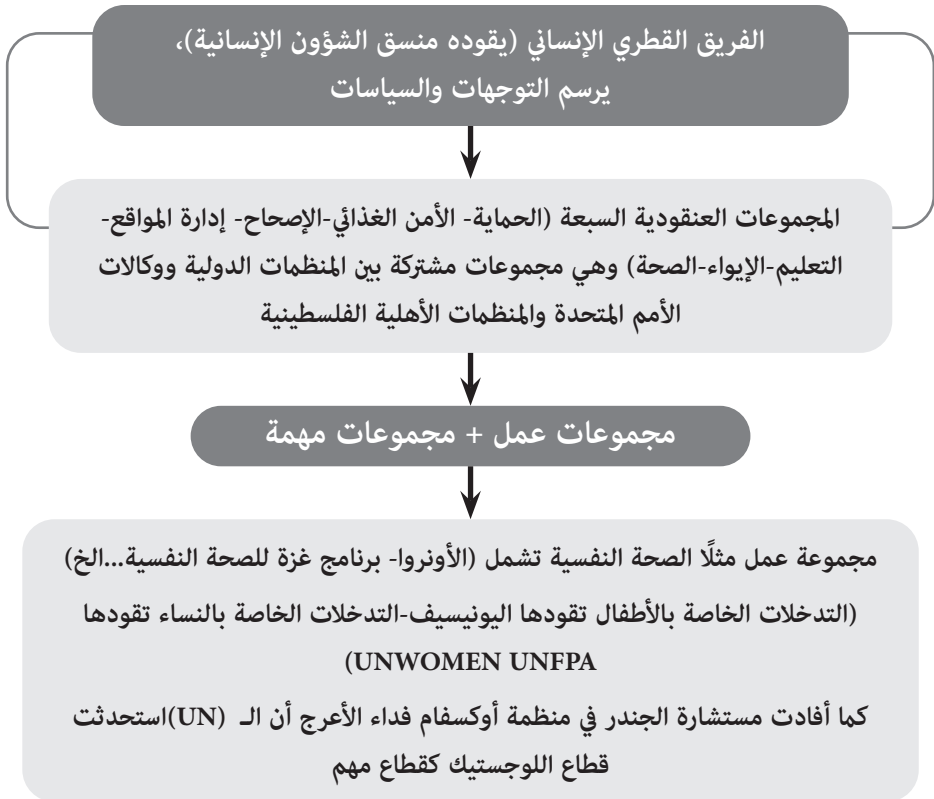 الفريق القطري الإنساني (يقوده منسق الشؤون الإنسانية)،
يرسم التوجهات والسياسات
المجموعات العنقودية السبعة (الحماية- الأمن الغذائي-الإصحاح- إدارة المواقع-
التعليم-الإيواء-الصحة) وهي مجموعات مشتركة بين المنظمات الدولية ووكالات
الأمم المتحدة والمنظمات الأهلية الفلسطينية
مجموعات عمل + مجموعات مهمة
مجموعة عمل مثلًا الصحة النفسية تشمل (الأونروا- برنامج غزة للصحة النفسية...الخ)
(التدخلات الخاصة بالأطفال تقودها اليونيسيف-التدخلات الخاصة بالنساء تقودها
UNWOMEN UNFPA)
كما أفادت مستشارة الجندر في منظمة أوكسفام فداء الأعرج أن الـ (UN)استحدثت
قطاع اللوجستيك كقطاع مهم